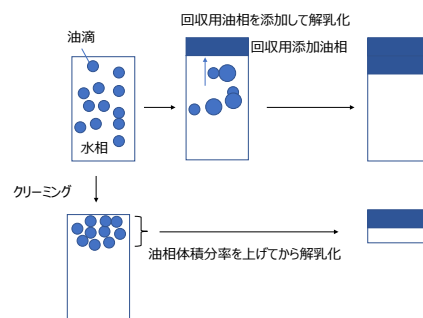 回収用油相を添加して解乳化
油滴
回収用添加油相
水相
クリーミング
油相体積分率を上げてから解乳化